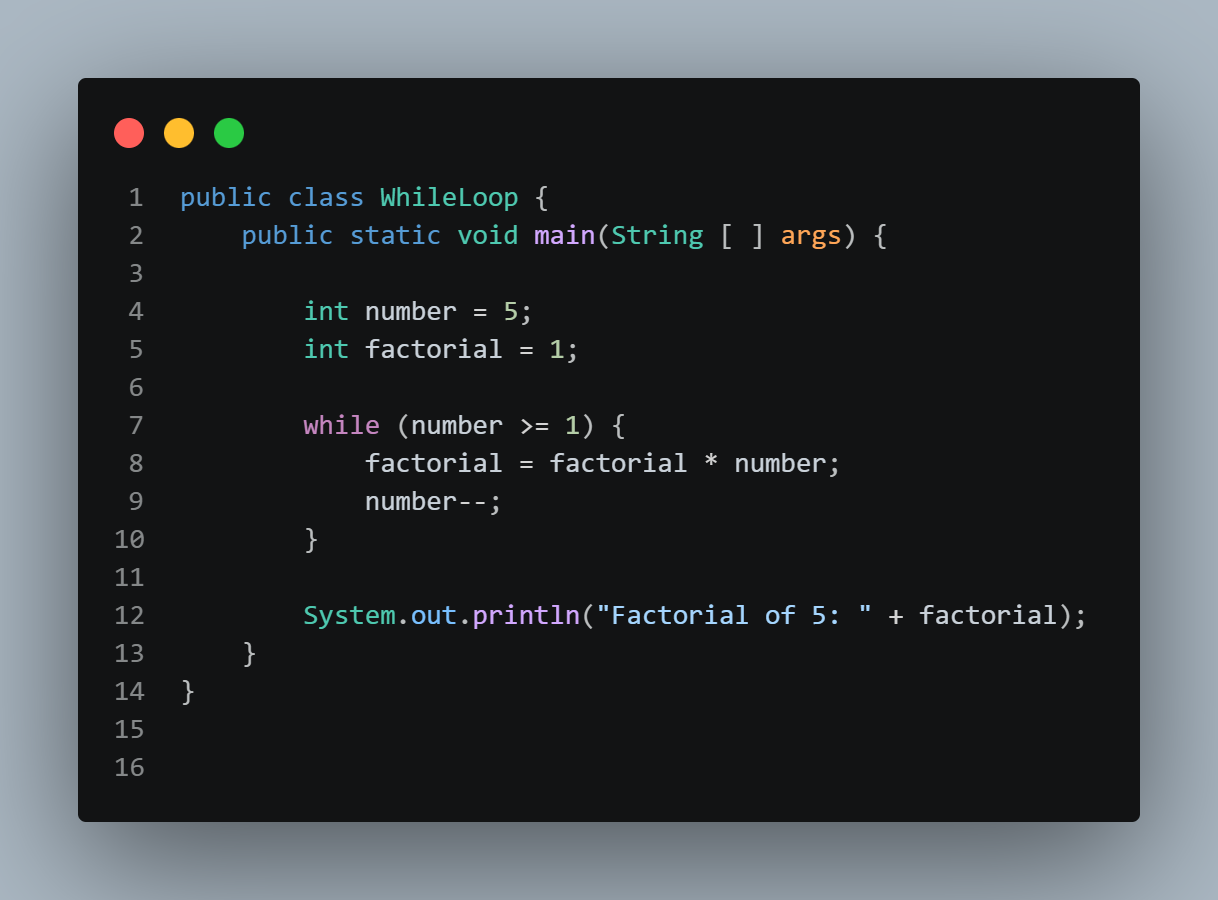 1 public class WhileLoop {
2     public static void main(String [ ] args) {
3
4         int number = 5;
5         int factorial = 1;
6
7         while (number >= 1) {
8             factorial = factorial * number;
9             number--;
10         }
11
12         System.out.println("Factorial of 5: " + factorial);
13     }
14 }
15
16